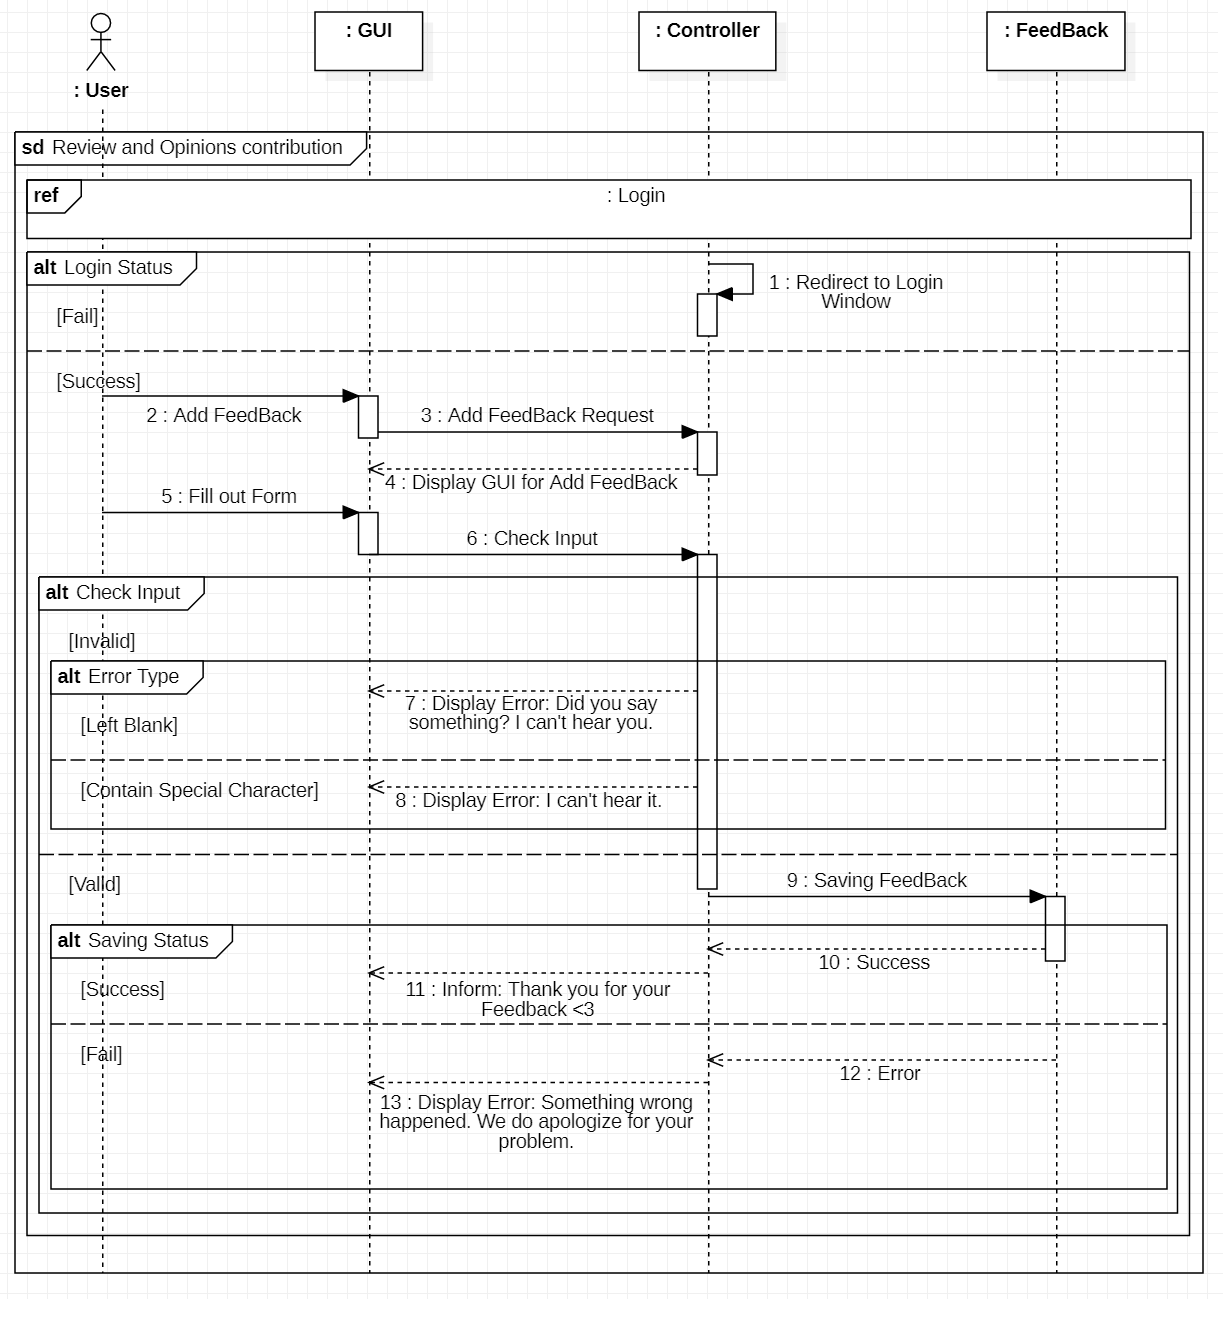 : GUI
: Controller
: FeedBack
: User
sd Review and Opinions contribution
ref
: Login
alt Login Status
1 : Redirect to Login
Window
[Fail]
[Success]
2 : Add FeedBack
3 : Add FeedBack Request
4 : Display GUI for Add FeedBack
5 : Fill out Form
6 : Check Input
alt Check Input
[Invalid]
alt Error Type
7 : Display Error: Did you say
something? I can't hear you.
[Left Blank]
[Contain Special Character]
8 : Display Error: I can't hear it.
[Valid]
9 : Saving FeedBack
alt Saving Status
10 : Success
[Success]
11 : Inform: Thank you for your
Feedback <3
[Fail]
12 : Error
13 : Display Error: Something wrong
happened. We do apologize for your
problem.